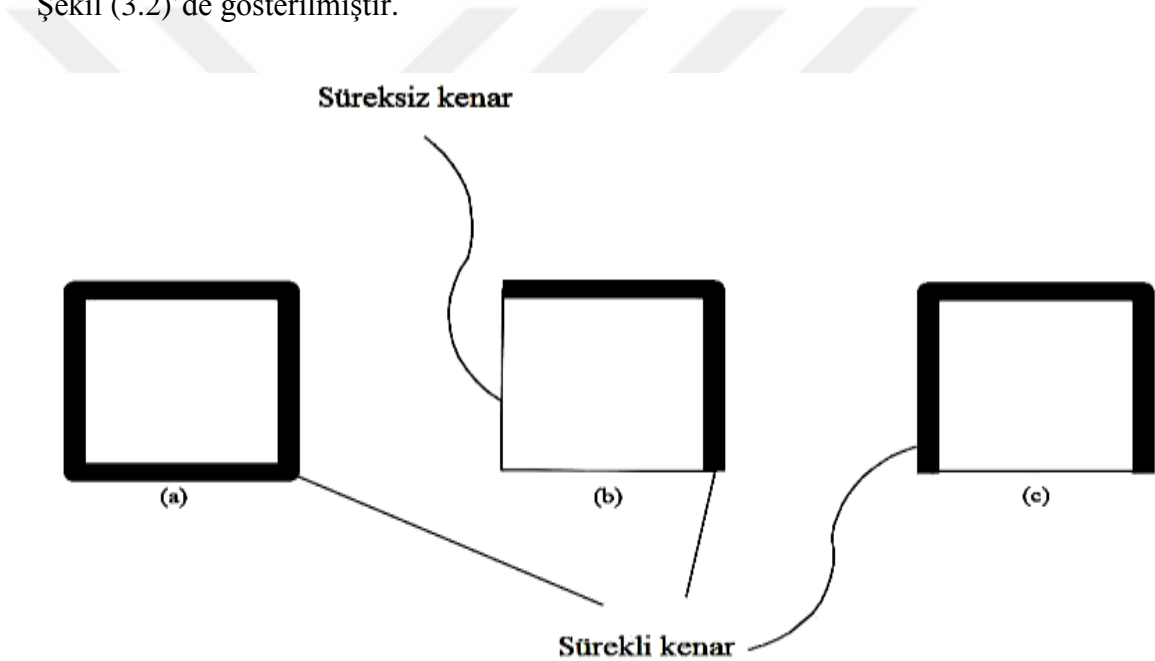 Şekil (3.2)'de gösterilmiştir.
Süreksiz kenar
(a)
(b)
(c)
Sürekli kenar